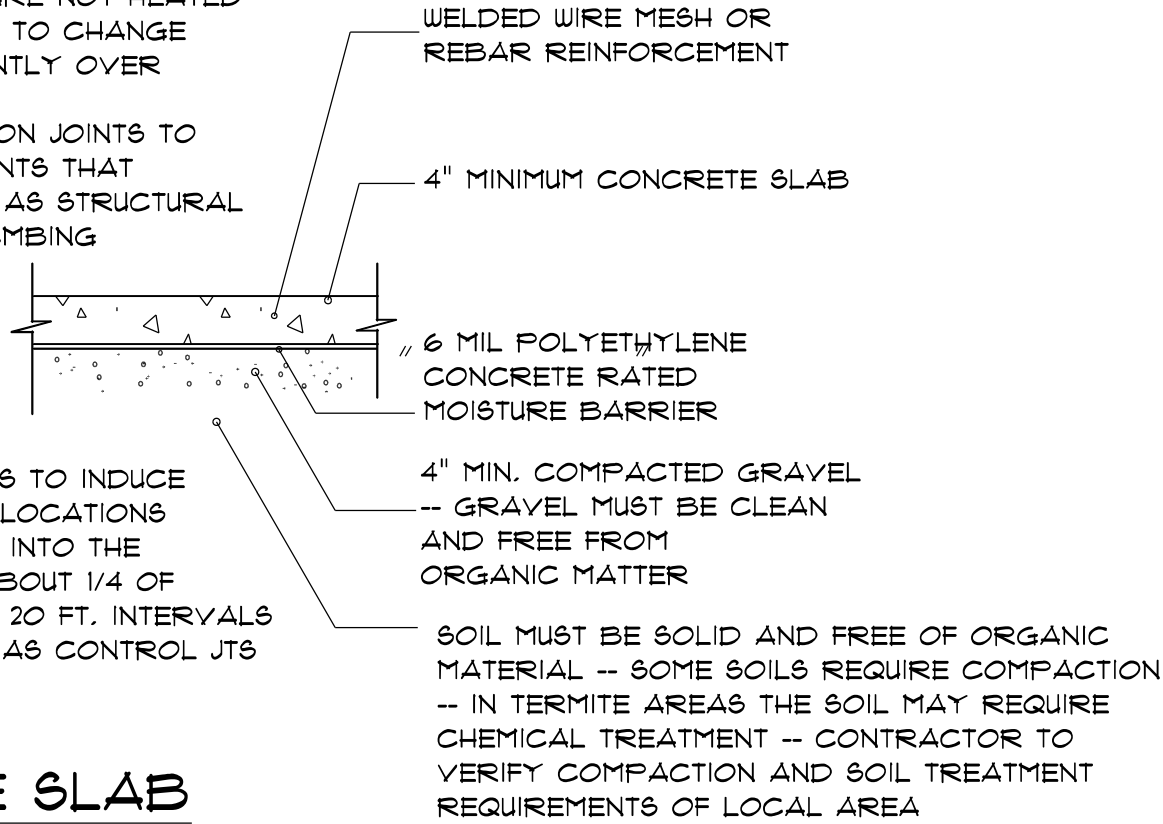 TO CHANGE
OVER
JOINTS TO
THAT
AS STRUCTURAL
WELDED WIRE MESH OR
REBAR REINFORCEMENT
4" MINIMUM CONCRETE SLAB
6 MIL POLYETHYLENE
CONCRETE RATED
MOISTURE BARRIER
4" MIN. COMPACTED GRAVEL
-- GRAVEL MUST BE CLEAN
AND FREE FROM
ORGANIC MATTER
SOIL MUST BE SOLID AND FREE OF ORGANIC
MATERIAL -- SOME SOILS REQUIRE COMPACTION
-- IN TERMITE AREAS THE SOIL MAY REQUIRE
CHEMICAL TREATMENT -- CONTRACTOR TO
VERIFY COMPACTION AND SOIL TREATMENT
REQUIREMENTS OF LOCAL AREA
TO INDUCE
LOCATIONS
INTO THE
1/4 OF
20 FT. INTERVALS
AS CONTROL JTS
SLAB